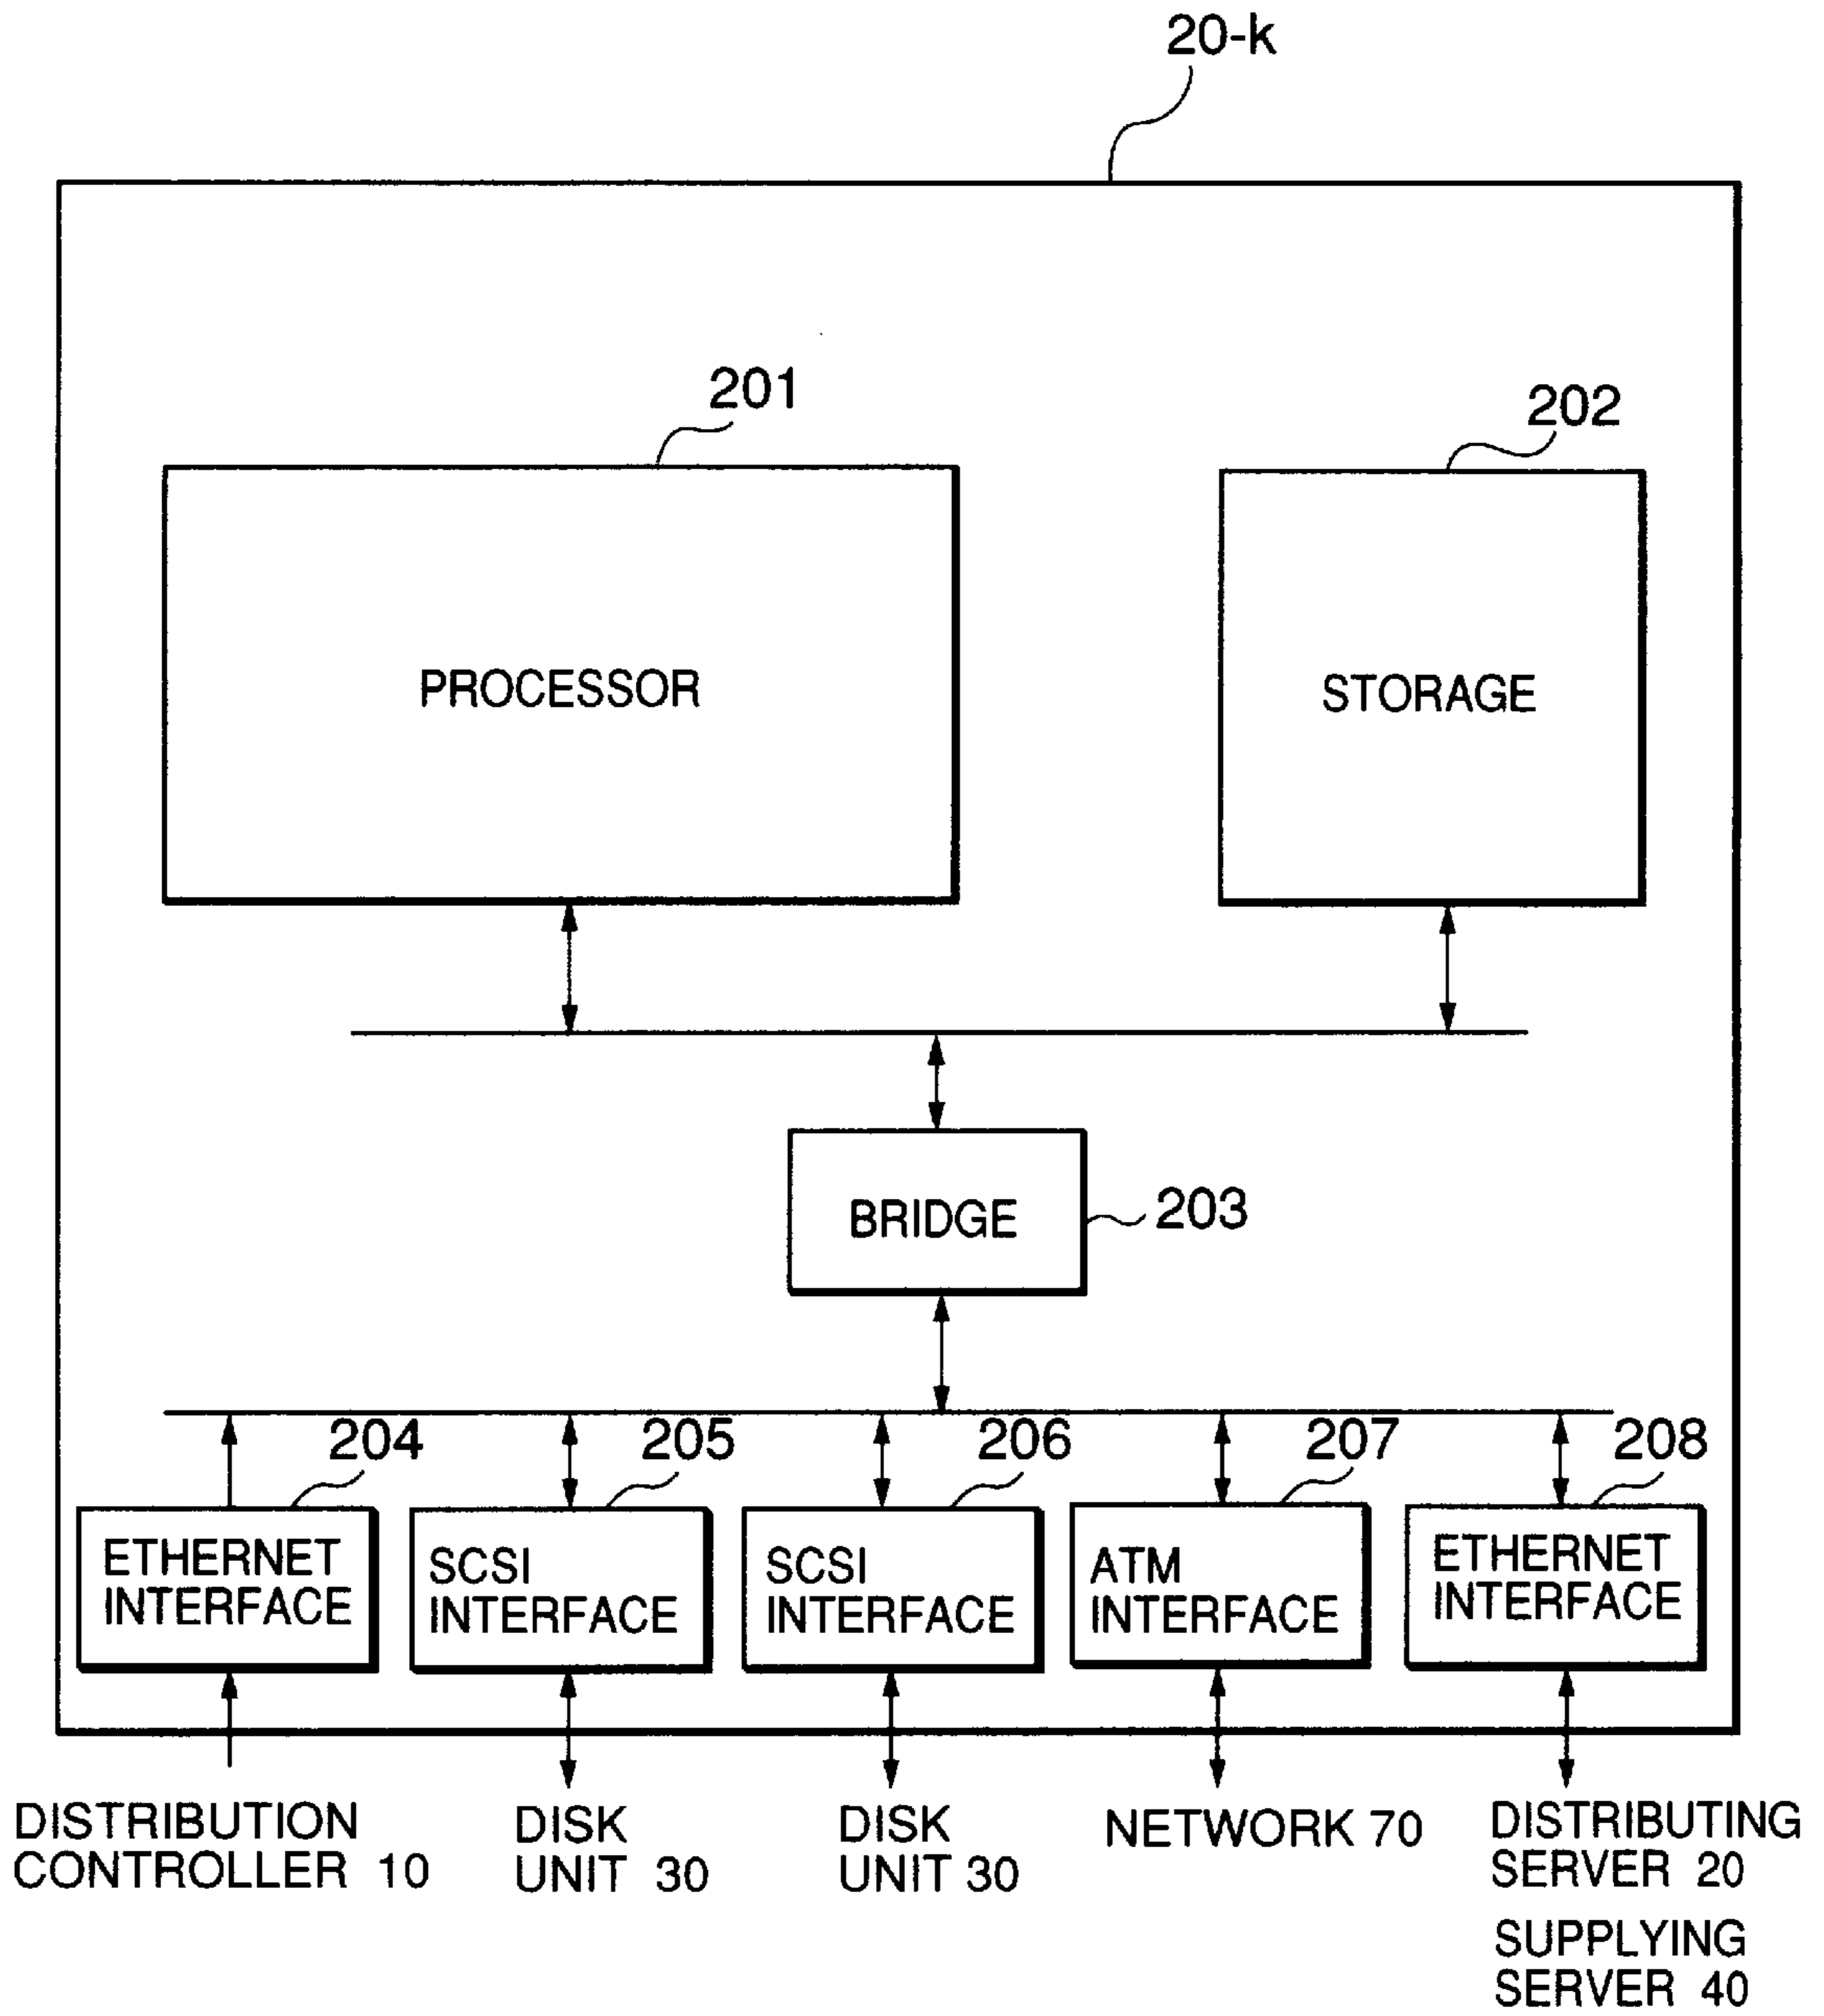 20-k
201
202
PROCESSOR
STORAGE
BRIDGE
203
204
205
206
207
208
ETHERNET
INTERFACE
SCSI
INTERFACE
SCSI
INTERFACE
ATM
INTERFACE
ETHERNET
INTERFACE
DISTRIBUTION
CONTROLLER 10
DISK
UNIT 30
DISK
UNIT 30
NETWORK 70
DISTRIBUTING
SERVER 20
SUPPLYING
SERVER 40